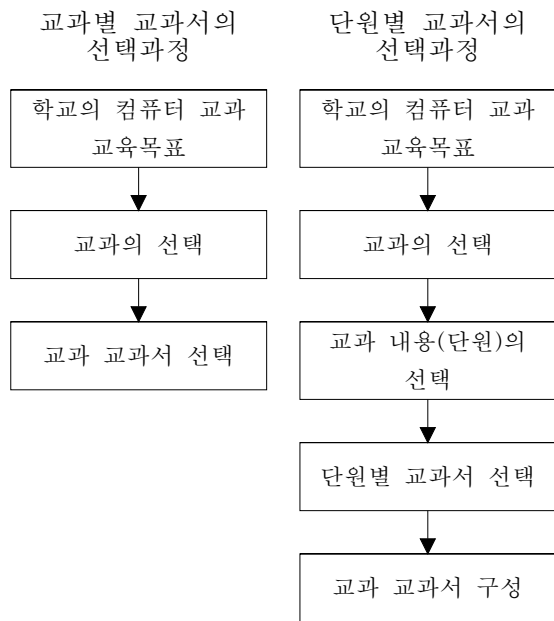 교과별 교과서의
선택과정
학교의 컴퓨터 교과
교육목표
교과의 선택
교과 교과서 선택
단원별 교과서의
선택과정
학교의 컴퓨터 교과
교육목표
교과의 선택
교과 내용(단원)의
선택
단원별 교과서 선택
교과 교과서 구성